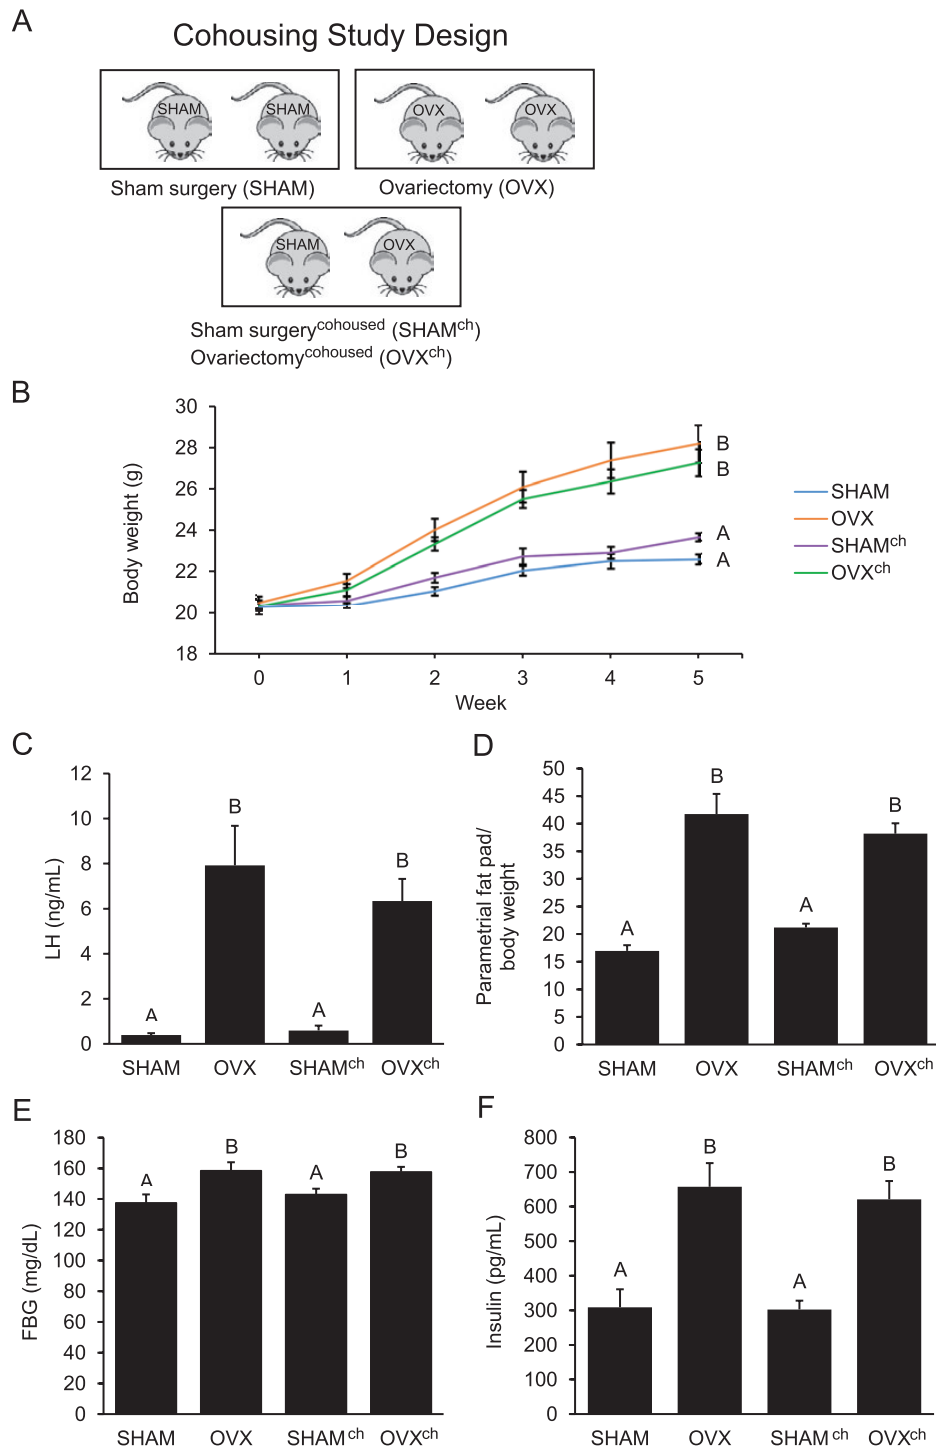 A
Cohousing Study Design
SHAM SHAM OVX OVX
Sham surgery (SHAM) Ovariectomy (OVX)
SHAM OVX
Sham surgery^cohoused (SHAM^ch)
Ovariectomy^cohoused (OVX^ch)
B
Body weight (g)
30
28
26
24
22
20
18
0 1 2 3 4 5
Week
B
B
A
A
SHAM
OVX
SHAM^ch
OVX^ch
C
LH (ng/mL)
12
10
8
6
4
2
0
A B A B
SHAM OVX SHAM^ch OVX^ch
D
Parametrial fat pad/
body weight
50
45
40
35
30
25
20
15
10
5
0
A B A B
SHAM OVX SHAM^ch OVX^ch
E
FBG (mg/dL)
180
160
140
120
100
80
60
40
20
0
A B A B
SHAM OVX SHAM^ch OVX^ch
F
Insulin (pg/mL)
800
700
600
500
400
300
200
100
0
A B A B
SHAM OVX SHAM^ch OVX^ch